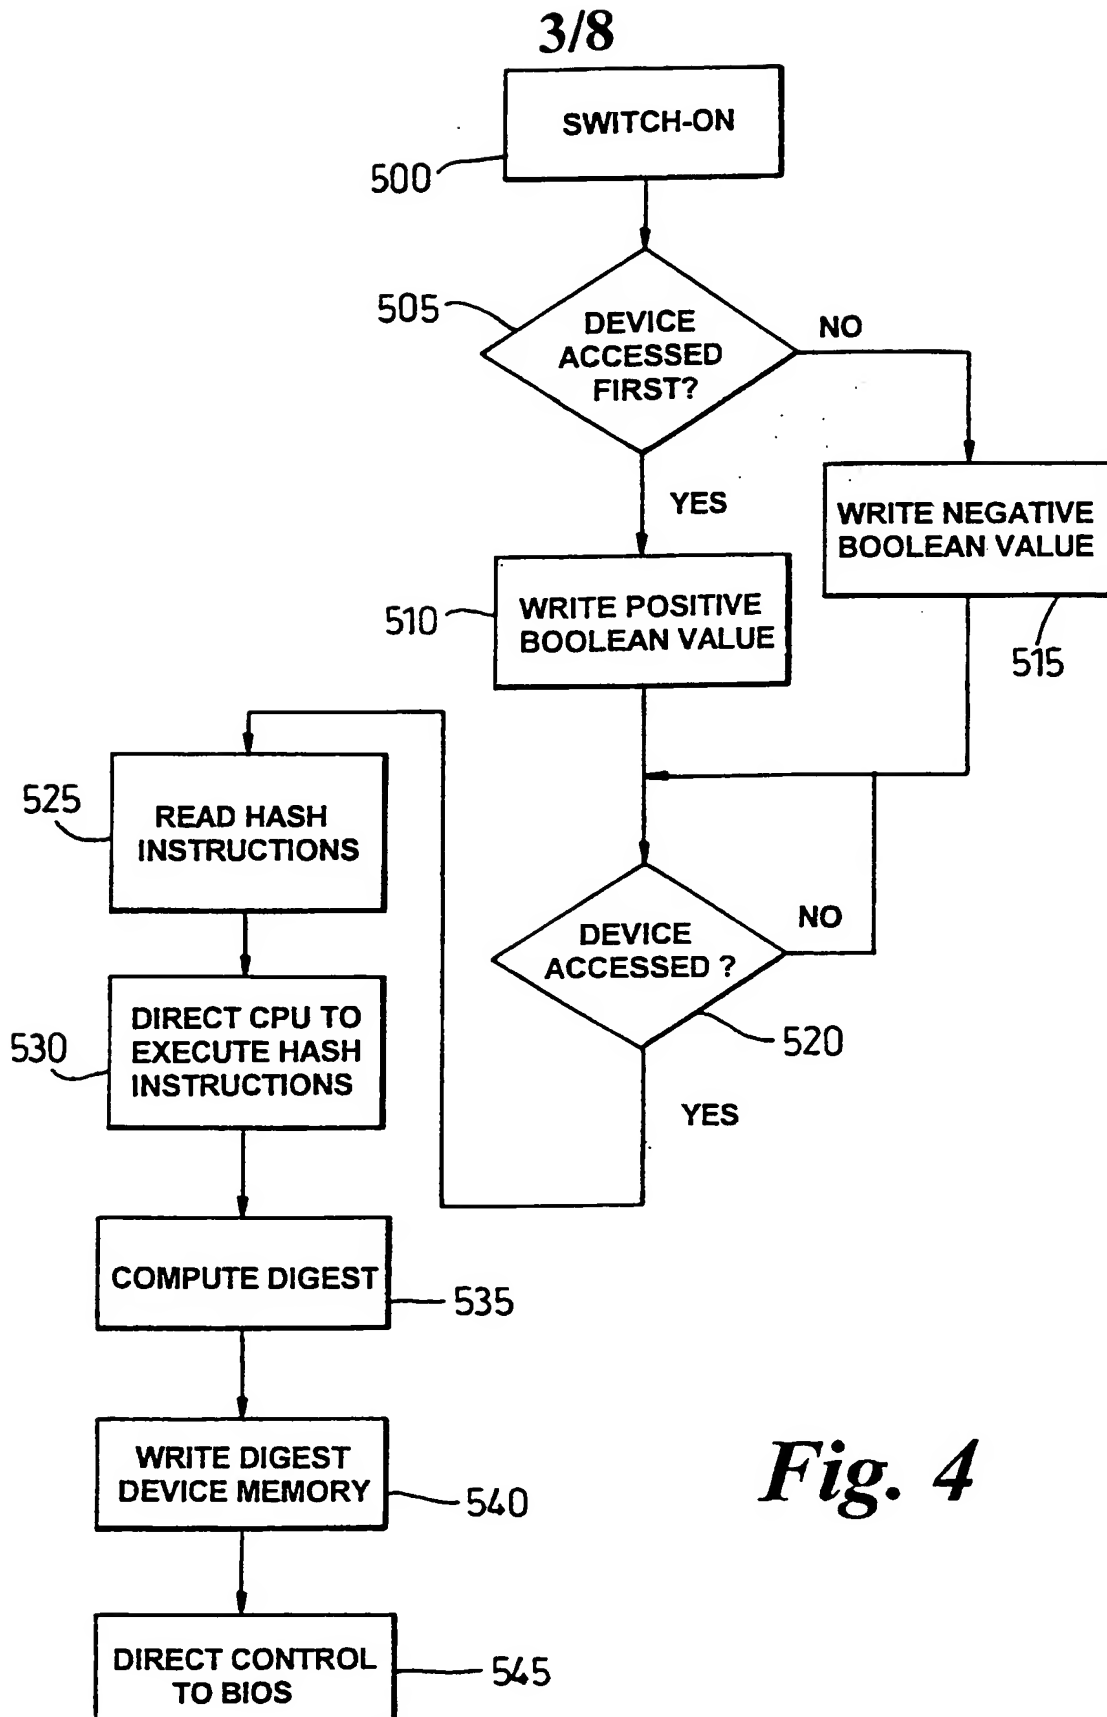 3/8
SWITCH-ON
500
505
DEVICE
ACCESSED
FIRST?
NO
YES
WRITE NEGATIVE
BOOLEAN VALUE
515
510
WRITE POSITIVE
BOOLEAN VALUE
525
READ HASH
INSTRUCTIONS
DEVICE
ACCESSED ?
NO
520
YES
530
DIRECT CPU TO
EXECUTE HASH
INSTRUCTIONS
COMPUTE DIGEST
535
WRITE DIGEST
DEVICE MEMORY
540
DIRECT CONTROL
TO BIOS
545
Fig. 4